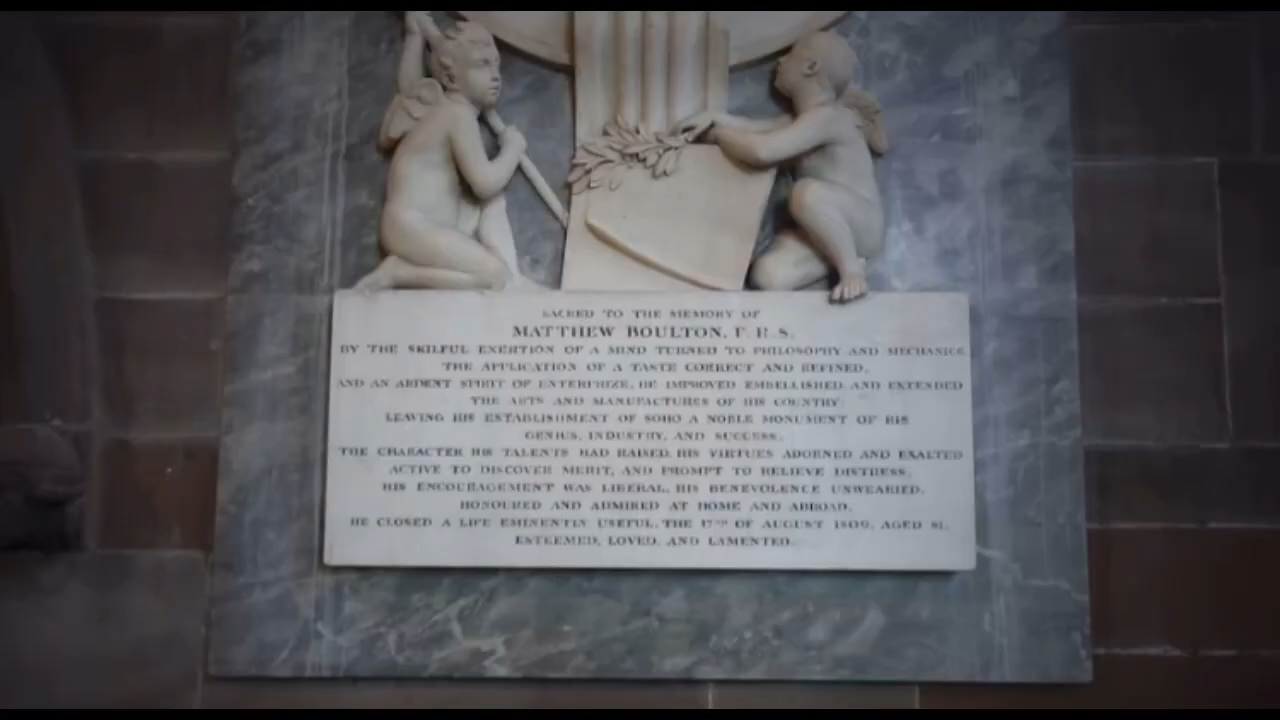 SACRED TO THE MEMORY OF
MATTHEW BOULTON, F. R. S.
BY THE SKILFUL EXERTION OF A MIND TURNED TO PHILOSOPHY AND MECHANICS,
THE APPLICATION OF A TASTE CORRECT AND REFINED,
AND AN ARDENT SPIRIT OF ENTERPRIZE, HE IMPROVED EMBELLISHED AND EXTENDED
THE ARTS AND MANUFACTURES OF HIS COUNTRY;
LEAVING HIS ESTABLISHMENT OF SOHO A NOBLE MONUMENT OF HIS
GENIUS, INDUSTRY, AND SUCCESS.
THE CHARACTER HIS TALENTS HAD RAISED, HIS VIRTUES ADORNED AND EXALTED
ACTIVE TO DISCOVER MERIT, AND PROMPT TO RELIEVE DISTRESS,
HIS ENCOURAGEMENT WAS LIBERAL, HIS BENEVOLENCE UNWEARIED.
HONOURED AND ADMIRED AT HOME AND ABROAD,
HE CLOSED A LIFE EMINENTLY USEFUL, THE 17TH OF AUGUST 1809, AGED 81,
ESTEEMED, LOVED, AND LAMENTED.